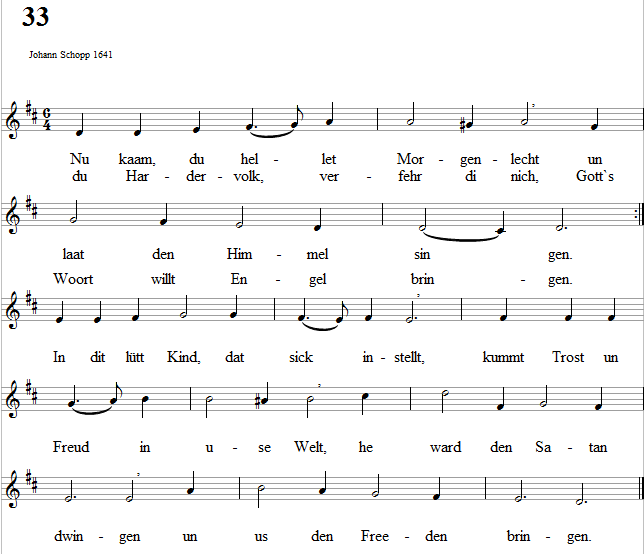 33
Johann Schopp 1641
6
4
Nu kaam, du hel - let Mor - gen - lecht un
du Har - der - volk, ver - fehr di nich, Gott`s
laat den Him - mel sin gen.
Woort willt En - gel brin - gen.
In dit lütt Kind, dat sick in - stellt, kummt Trost un
Freud in u - se Welt, he ward den Sa - tan
dwin - gen un us den Free - den brin - gen.